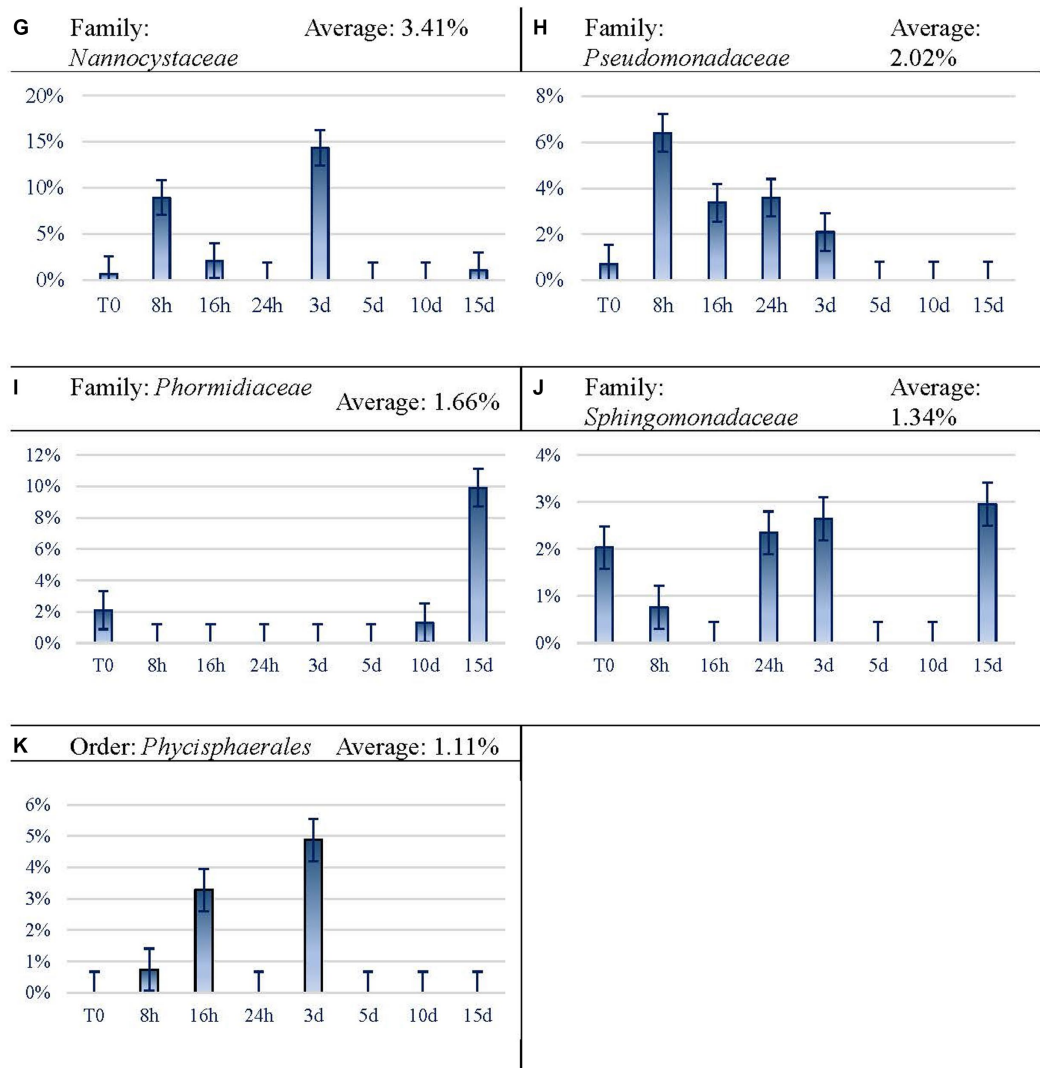 G Family: Average: 3.41%
Nannocystaceae
20%
15%
10%
5%
0%
T0 8h 16h 24h 3d 5d 10d 15d
H Family: Average:
Pseudomonadaceae 2.02%
8%
6%
4%
2%
0%
T0 8h 16h 24h 3d 5d 10d 15d
I Family: Phormidiaceae Average: 1.66%
12%
10%
8%
6%
4%
2%
0%
T0 8h 16h 24h 3d 5d 10d 15d
J Family: Average:
Sphingomonadaceae 1.34%
4%
3%
2%
1%
0%
T0 8h 16h 24h 3d 5d 10d 15d
K Order: Phycisphaerales Average: 1.11%
6%
5%
4%
3%
2%
1%
0%
T0 8h 16h 24h 3d 5d 10d 15d